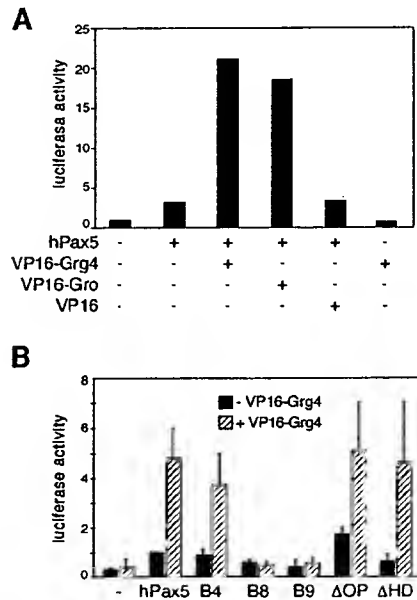 A
25
20
15
10
5
0
luciferasa activity
hPax5 - + + + + -
VP16-Grg4 - - + - - +
VP16-Gro - - - + - -
VP16 - - - - + -
B
8
6
4
2
0
luciferase activity
- VP16-Grg4
+ VP16-Grg4
- hPax5 B4 B8 B9 ΔOP ΔHD